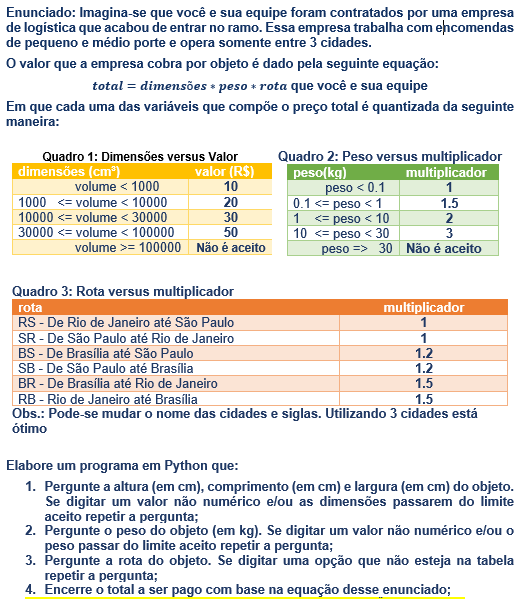 Enunciado: Imagina-se que você e sua equipe foram contratados por uma empresa
de logística que acabou de entrar no ramo. Essa empresa trabalha com encomendas
de pequeno e médio porte e opera somente entre 3 cidades.
O valor que a empresa cobra por objeto é dado pela seguinte equação:
total = dimensões * peso * rota que você e sua equipe
Em que cada uma das variáveis que compõe o preço total é quantizada da seguinte
maneira:
Quadro 1: Dimensões versus Valor
dimensões (cm³) valor (R$)
volume < 1000 10
1000 <= volume < 10000 20
10000 <= volume < 30000 30
30000 <= volume < 100000 50
volume >= 100000 Não é aceito
Quadro 2: Peso versus multiplicador
peso(kg) multiplicador
peso < 0.1 1
0.1 <= peso < 1 1.5
1 <= peso < 10 2
10 <= peso < 30 3
peso => 30 Não é aceito
Quadro 3: Rota versus multiplicador
rota multiplicador
RS - De Rio de Janeiro até São Paulo 1
SR - De São Paulo até Rio de Janeiro 1
BS - De Brasília até São Paulo 1.2
SB - De São Paulo até Brasília 1.2
BR - De Brasília até Rio de Janeiro 1.5
RB - Rio de Janeiro até Brasília 1.5
Obs.: Pode-se mudar o nome das cidades e siglas. Utilizando 3 cidades está
ótimo
Elabore um programa em Python que:
1. Pergunte a altura (em cm), comprimento (em cm) e largura (em cm) do objeto.
Se digitar um valor não numérico e/ou as dimensões passarem do limite
aceito repetir a pergunta;
2. Pergunte o peso do objeto (em kg). Se digitar um valor não numérico e/ou o
peso passar do limite aceito repetir a pergunta;
3. Pergunte a rota do objeto. Se digitar uma opção que não esteja na tabela
repetir a pergunta;
4. Encerre o total a ser pago com base na equação desse enunciado;